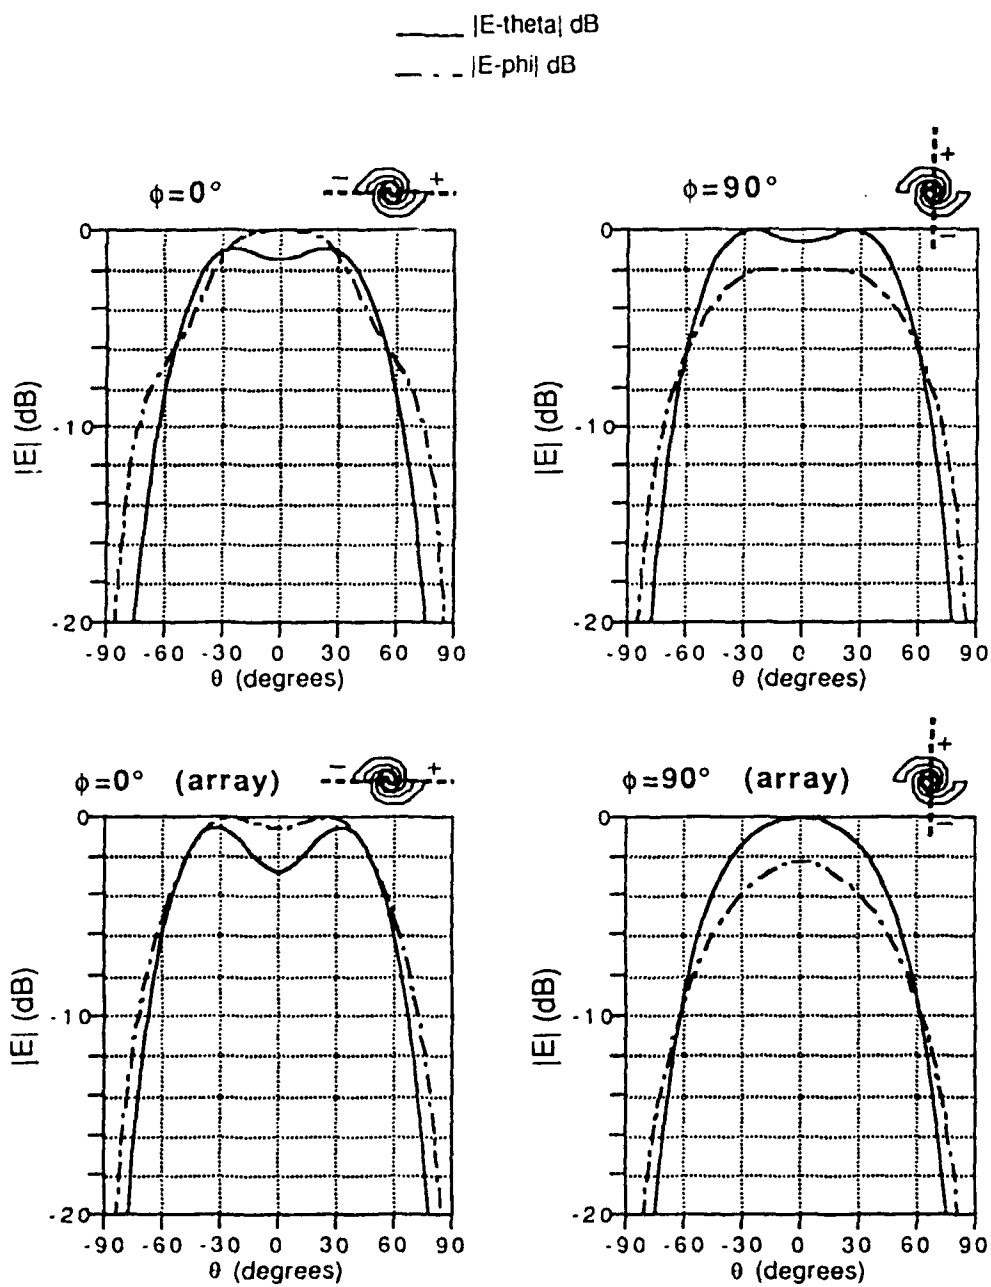 |E-theta| dB
|E-phi| dB
ϕ=0°
− +
ϕ=90°
+
−
|E| (dB)
0
-10
-20
-90 -60 -30 0 30 60 90
θ (degrees)
|E| (dB)
0
-10
-20
-90 -60 -30 0 30 60 90
θ (degrees)
ϕ=0° (array)
− +
ϕ=90° (array)
+
−
|E| (dB)
0
-10
-20
-90 -60 -30 0 30 60 90
θ (degrees)
|E| (dB)
0
-10
-20
-90 -60 -30 0 30 60 90
θ (degrees)